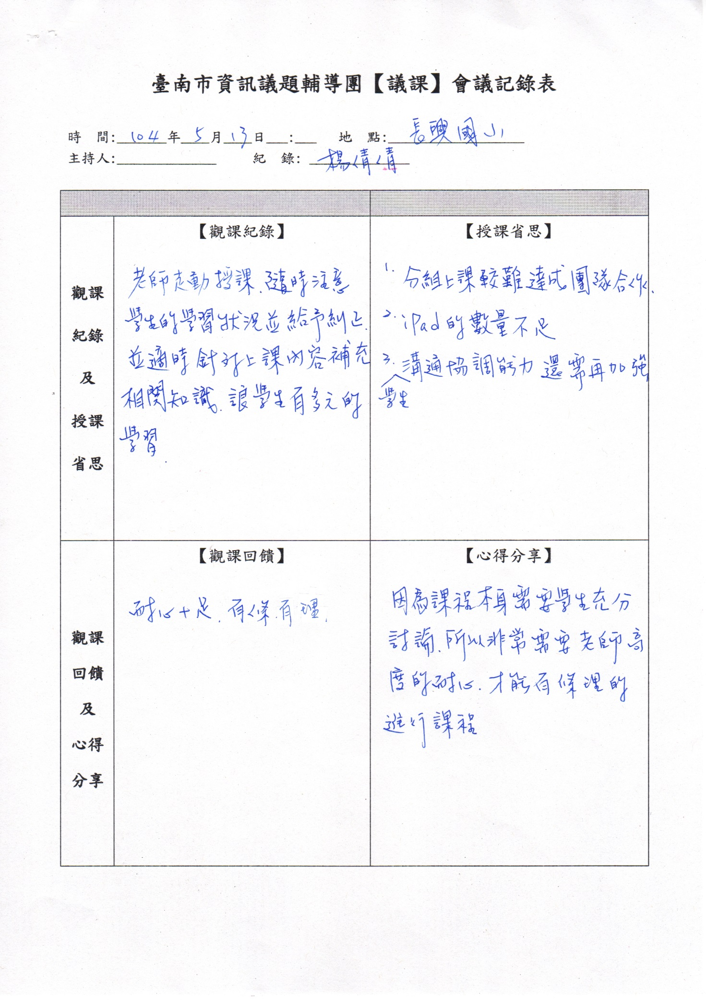 臺南市資訊議題輔導團【議課】會議記錄表
時　間:104年5月13日　:　　地　點:長興國小
主持人:　　紀　錄:楊倩倩
觀課
紀錄
及
授課
省思
【觀課紀錄】
老師走動授課、隨時注意
學生的學習狀況並給予糾正、
並適時針對上課內容補充
相關知識、讓學生有多元的
學習.
【授課省思】
1. 分組上課較難達成團隊合作.
2. iPad的數量不足
3. 溝通協調能力還需再加強
學生
觀課
回饋
及
心得
分享
【觀課回饋】
耐心十足.有條有理.
【心得分享】
因為課程本身需要學生充分
討論、所以非常需要老師高
度的耐心.才能有條理的
進行課程